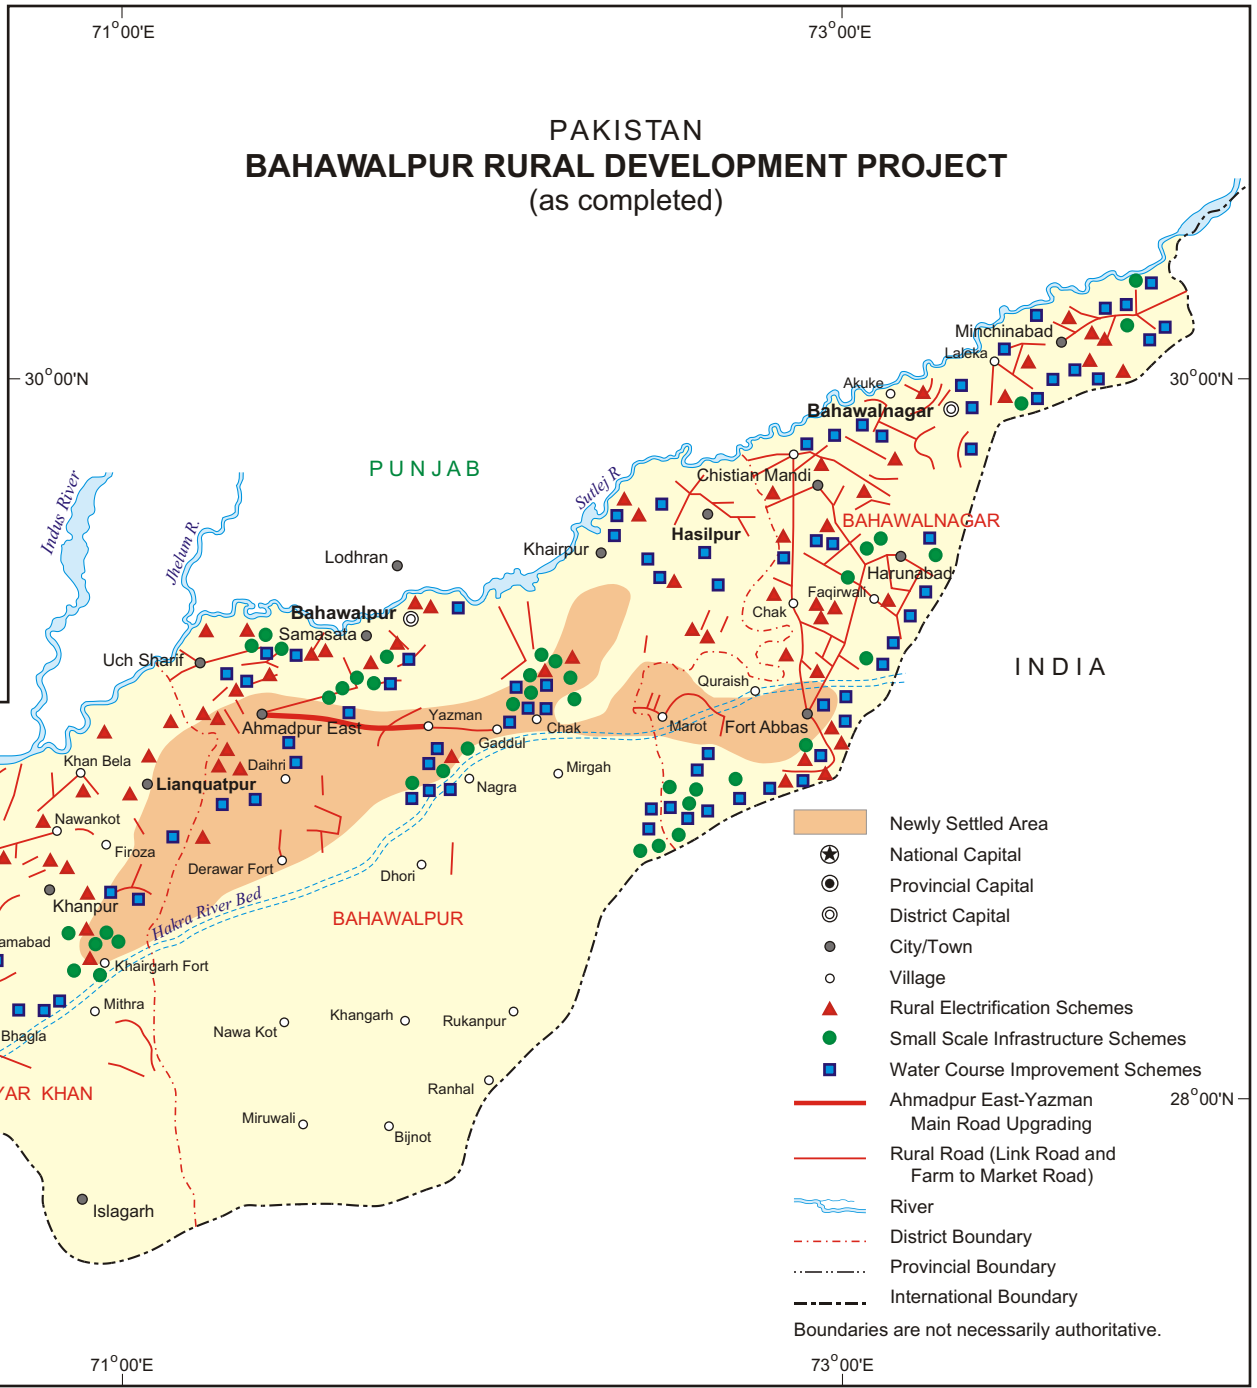 71°00'E
73°00'E
PAKISTAN
BAHAWALPUR RURAL DEVELOPMENT PROJECT
(as completed)
Minchinabad
Laleka
30°00'N
30°00'N
Akuke
Bahawalnagar
PUNJAB
Indus River
Sutlej R
Chistian Mandi
Jhelum R.
BAHAWALNAGAR
Hasilpur
Lodhran
Khairpur
Harunabad
Faqirwali
Bahawalpur
Chak
Samasata
Uch Sharif
INDIA
Quraish
Yazman
Ahmadpur East
Chak
Marot
Fort Abbas
Gaddul
Khan Bela
Daihri
Mirgah
Lianquatpur
Nagra
Nawankot
Firoza
Derawar Fort
Dhori
Khanpur
Hakra River Bed
BAHAWALPUR
amabad
Khairgarh Fort
Mithra
Nawa Kot
Khangarh
Rukanpur
Bhagla
Ranhal
YAR KHAN
Miruwali
Bijnot
Islagarh
Newly Settled Area
National Capital
Provincial Capital
District Capital
City/Town
Village
Rural Electrification Schemes
Small Scale Infrastructure Schemes
Water Course Improvement Schemes
Ahmadpur East-Yazman
Main Road Upgrading
28°00'N
Rural Road (Link Road and
Farm to Market Road)
River
District Boundary
Provincial Boundary
International Boundary
Boundaries are not necessarily authoritative.
71°00'E
73°00'E